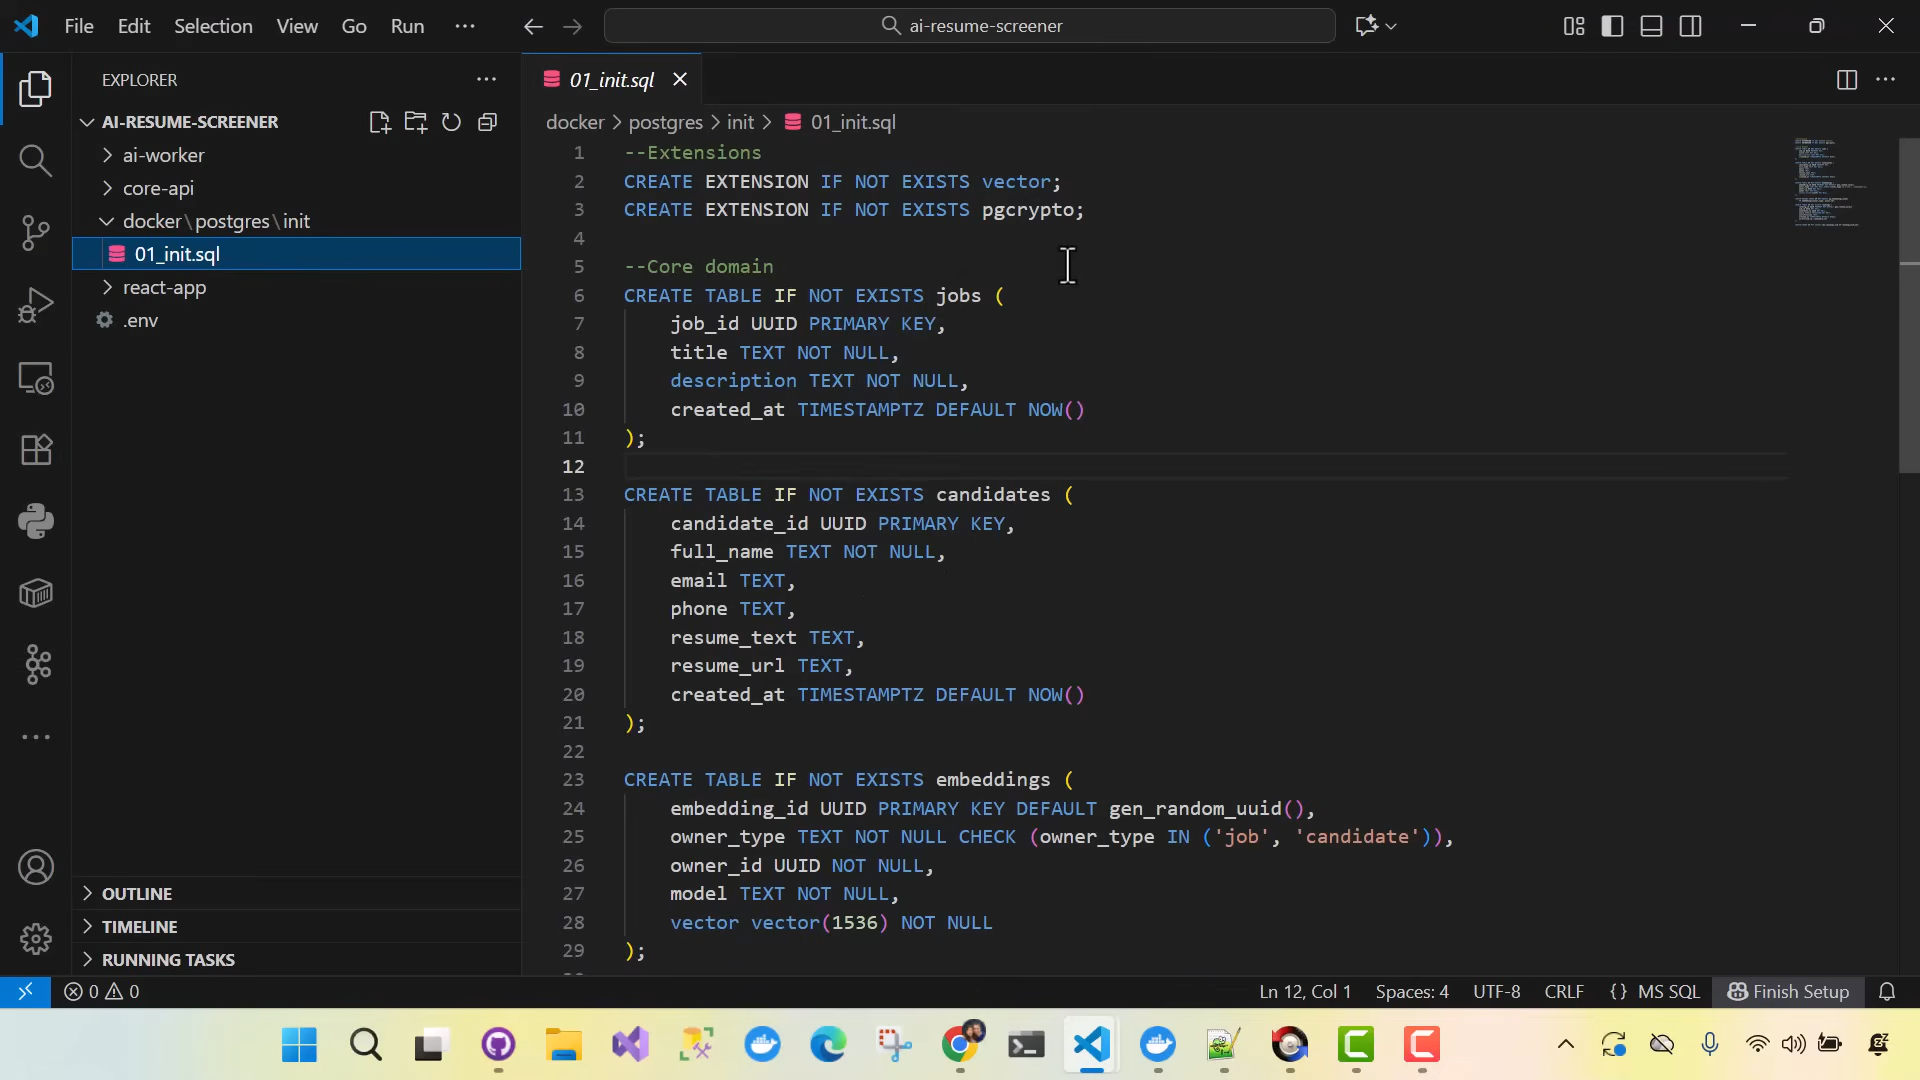 File Edit Selection View Go Run
ai-resume-screener
EXPLORER
AI-RESUME-SCREENER
ai-worker
core-api
docker\postgres\init
01_init.sql
react-app
.env
OUTLINE
TIMELINE
RUNNING TASKS
01_init.sql
docker > postgres > init > 01_init.sql
1 --Extensions
2 CREATE EXTENSION IF NOT EXISTS vector;
3 CREATE EXTENSION IF NOT EXISTS pgcrypto;
4
5 --Core domain
6 CREATE TABLE IF NOT EXISTS jobs (
7 job_id UUID PRIMARY KEY,
8 title TEXT NOT NULL,
9 description TEXT NOT NULL,
10 created_at TIMESTAMPTZ DEFAULT NOW()
11 );
12
13 CREATE TABLE IF NOT EXISTS candidates (
14 candidate_id UUID PRIMARY KEY,
15 full_name TEXT NOT NULL,
16 email TEXT,
17 phone TEXT,
18 resume_text TEXT,
19 resume_url TEXT,
20 created_at TIMESTAMPTZ DEFAULT NOW()
21 );
22
23 CREATE TABLE IF NOT EXISTS embeddings (
24 embedding_id UUID PRIMARY KEY DEFAULT gen_random_uuid(),
25 owner_type TEXT NOT NULL CHECK (owner_type IN ('job', 'candidate')),
26 owner_id UUID NOT NULL,
27 model TEXT NOT NULL,
28 vector vector(1536) NOT NULL
29 );
0 0 Ln 12, Col 1 Spaces: 4 UTF-8 CRLF {} MS SQL Finish Setup